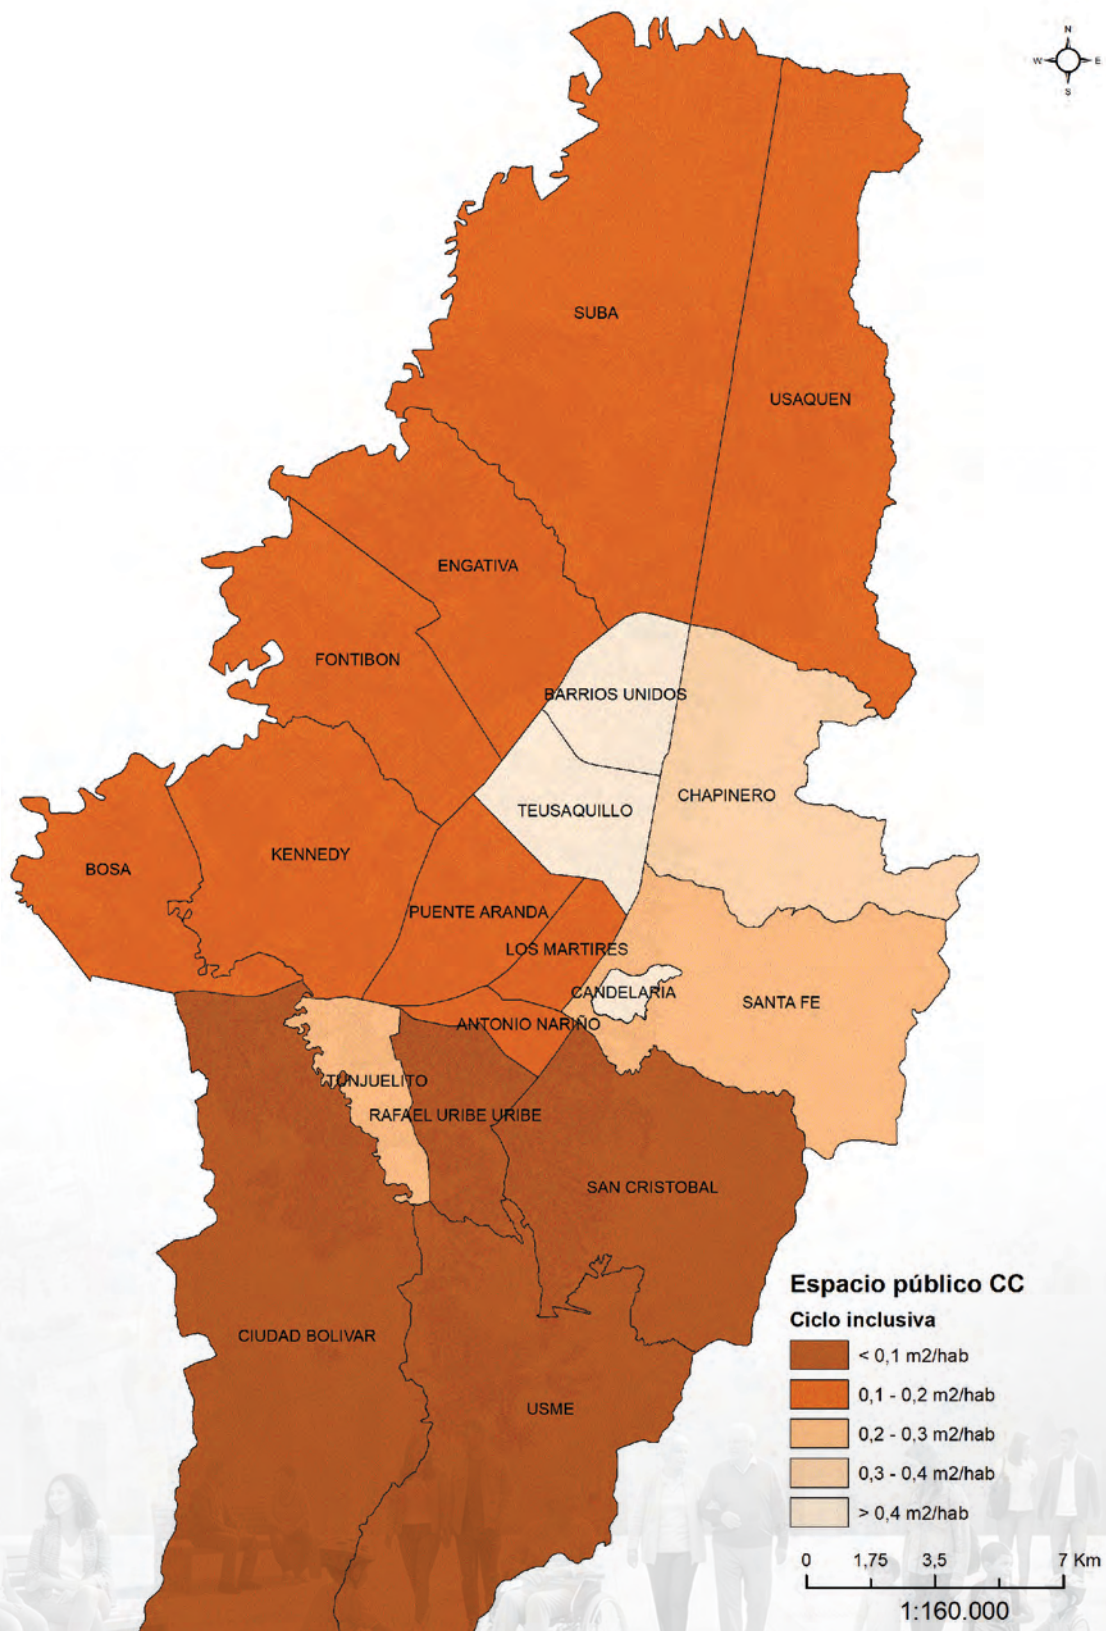 N
W E
S
SUBA
USAQUEN
ENGATIVA
FONTIBON
BARRIOS UNIDOS
CHAPINERO
TEUSAQUILLO
KENNEDY
BOSA
PUENTE ARANDA
LOS MARTIRES
CANDELARIA
SANTA FE
ANTONIO NARIÑO
TUNJUELITO
RAFAEL URIBE URIBE
SAN CRISTOBAL
CIUDAD BOLIVAR
USME
Espacio público CC
Ciclo inclusiva
< 0,1 m2/hab
0,1 - 0,2 m2/hab
0,2 - 0,3 m2/hab
0,3 - 0,4 m2/hab
> 0,4 m2/hab
0 1,75 3,5 7 Km
1:160.000